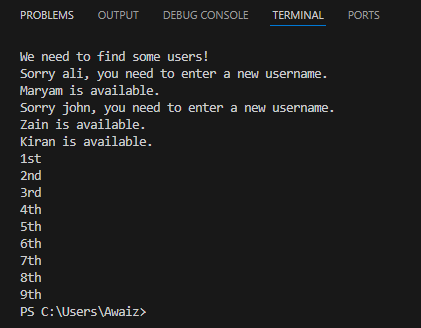 PROBLEMS OUTPUT DEBUG CONSOLE TERMINAL PORTS
We need to find some users!
Sorry ali, you need to enter a new username.
Maryam is available.
Sorry john, you need to enter a new username.
Zain is available.
Kiran is available.
1st
2nd
3rd
4th
5th
6th
7th
8th
9th
PS C:\Users\Awaiz>